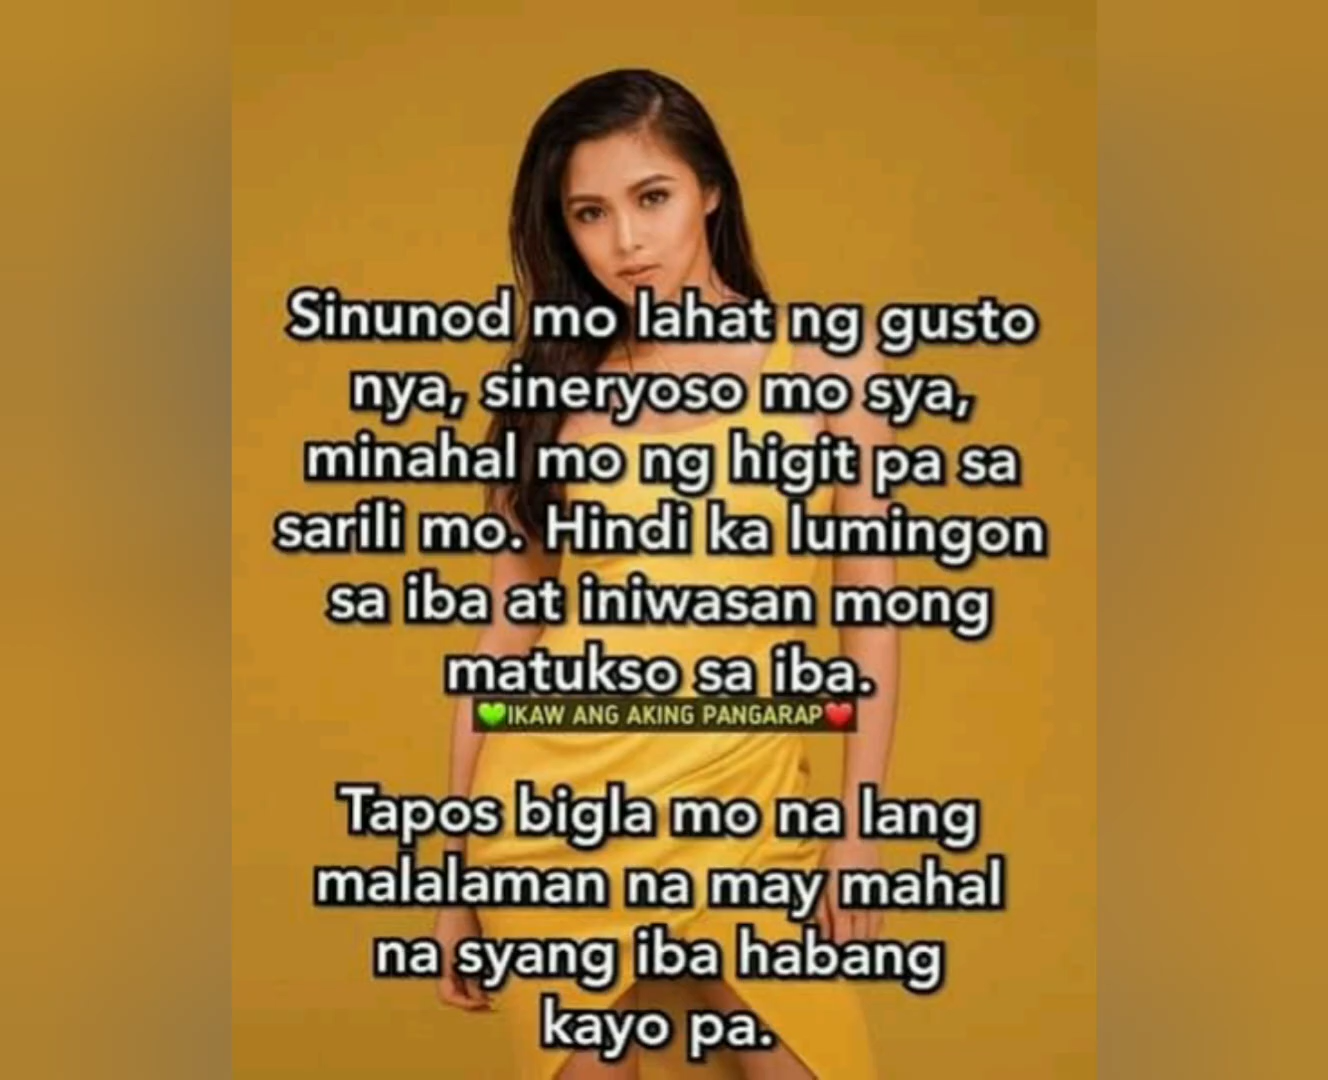 Sinunod mo lahat ng gusto
nya, sineryoso mo sya,
minahal mo ng higit pa sa
sarili mo. Hindi ka lumingon
sa iba at iniwasan mong
matukso sa iba.
💚IKAW ANG AKING PANGARAP❤️
Tapos bigla mo na lang
malalaman na may mahal
na syang iba habang
kayo pa.